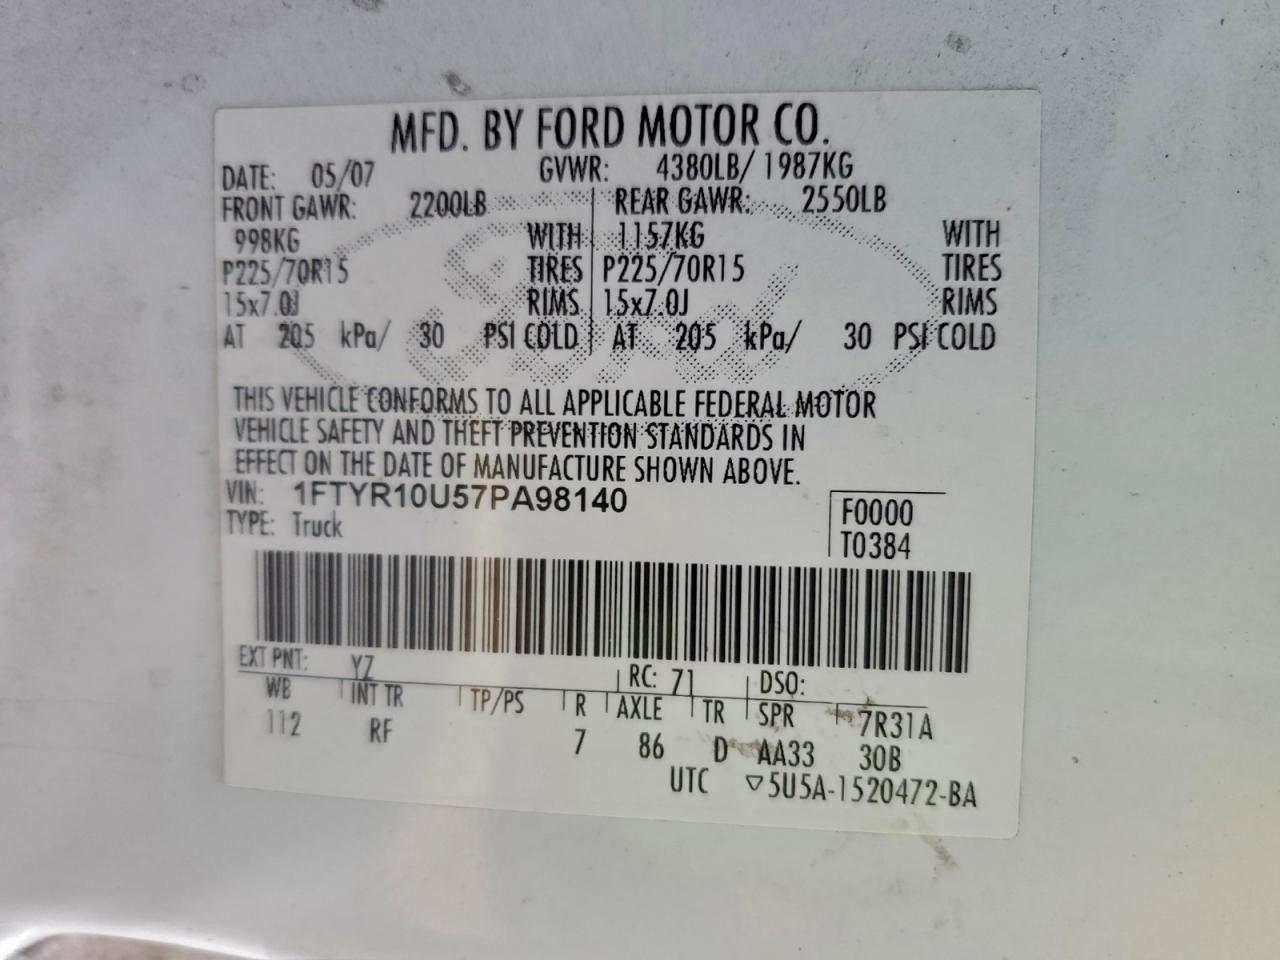 MFD. BY FORD MOTOR CO.
DATE: 05/07 GVWR: 4380LB/ 1987KG
FRONT GAWR: 2200LB REAR GAWR: 2550LB
998KG WITH 1157KG WITH
P225/70R15 TIRES P225/70R15 TIRES
15x7.0J RIMS 15x7.0J RIMS
AT 205 kPa/ 30 PSI COLD AT 205 kPa/ 30 PSI COLD
THIS VEHICLE CONFORMS TO ALL APPLICABLE FEDERAL MOTOR
VEHICLE SAFETY AND THEFT PREVENTION STANDARDS IN
EFFECT ON THE DATE OF MANUFACTURE SHOWN ABOVE.
VIN: 1FTYR10U57PA98140 F0000
TYPE: Truck T0384
EXT PNT: YZ RC: 71 DSO:
WB INT TR TP/PS R AXLE TR SPR 7R31A
112 RF 7 86 D AA33 30B
UTC ▽5U5A-1520472-BA